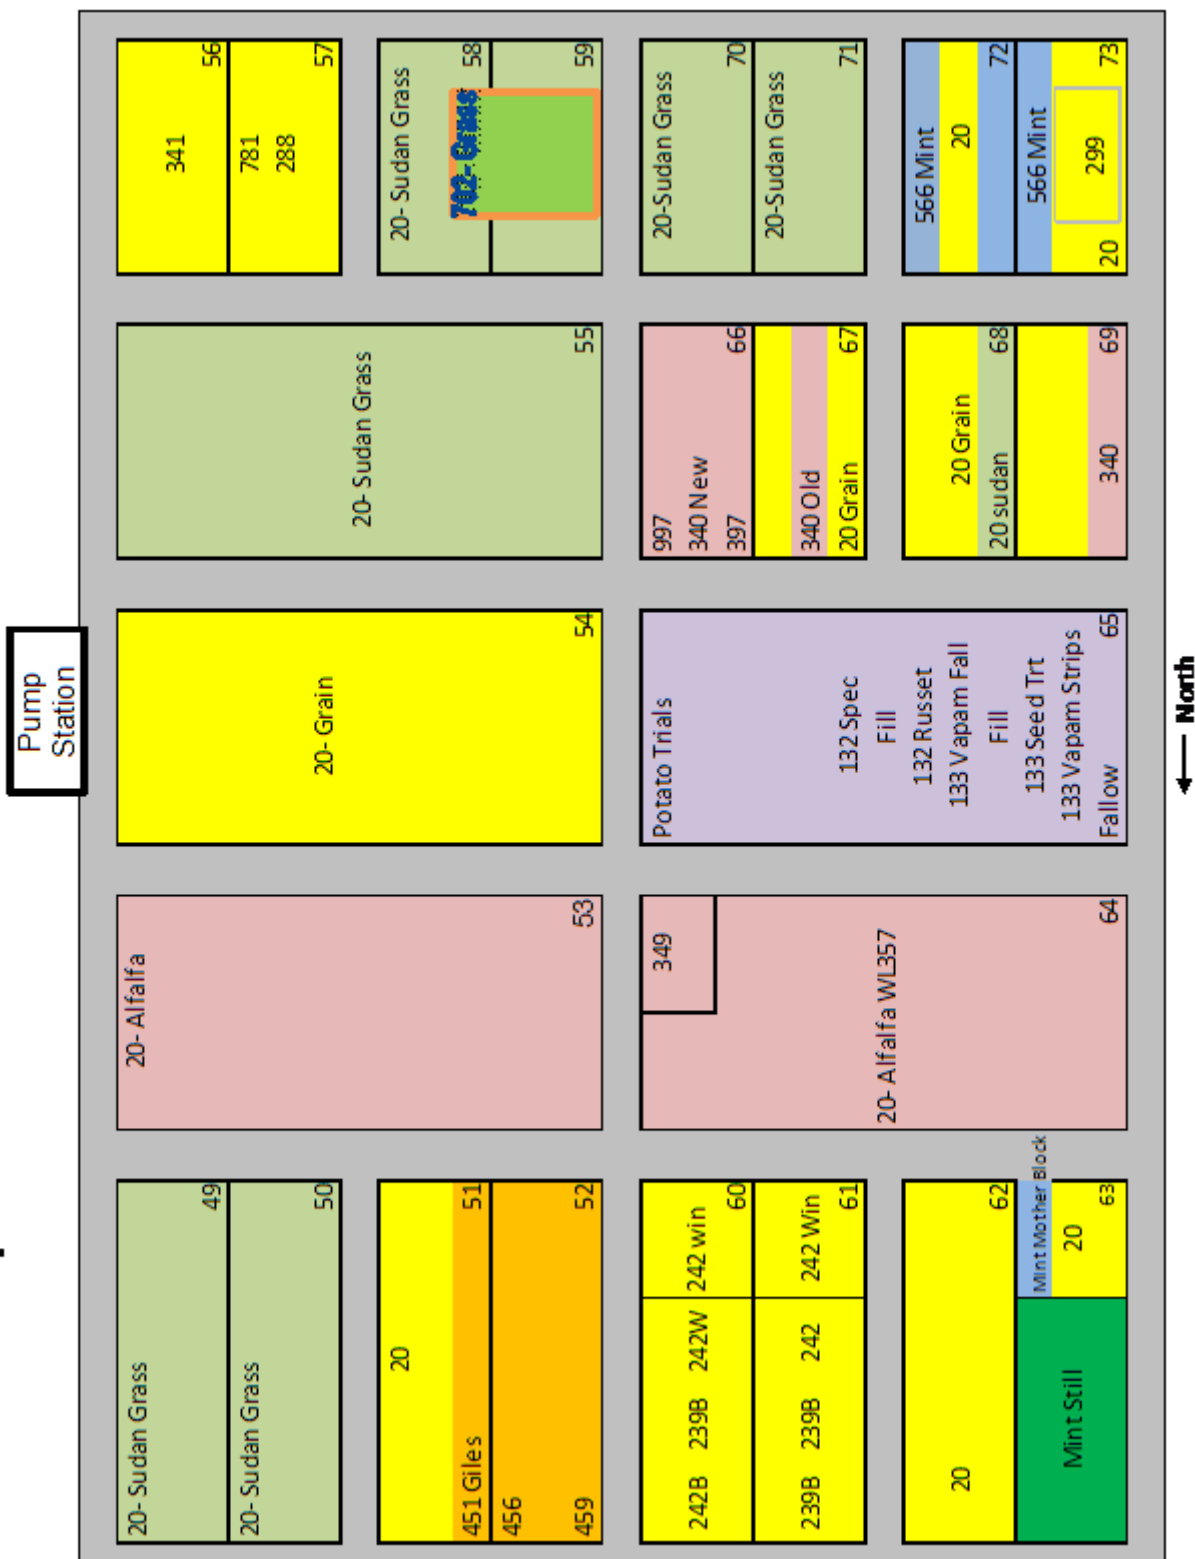 Pump
Station
20- Sudan Grass
49
20- Sudan Grass
50
20
451 Giles
51
456
459
52
20- Alfalfa
53
20- Grain
54
20- Sudan Grass
55
341
56
781
288
57
20- Sudan Grass
58
702- Grass
59
242B 239B 242W 242 win
60
239B 239B 242 242 Win
61
20
62
Mint Mother Block
20
63
Mint Still
349
20- Alfalfa WL357
64
Potato Trials
132 Spec
Fill
132 Russet
133 Vapam Fall
Fill
133 Seed Trt
133 Vapam Strips
Fallow
65
997
340 New
397
66
340 Old
20 Grain
67
20 Grain
20 sudan
68
340
69
20-Sudan Grass
70
20-Sudan Grass
71
566 Mint
20
72
566 Mint
20
299
73
← North